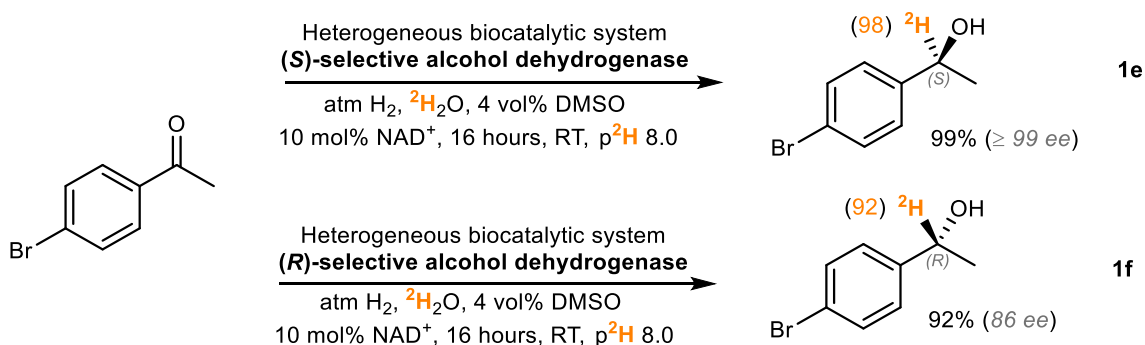 Heterogeneous biocatalytic system
(S)-selective alcohol dehydrogenase
atm H₂, ²H₂O, 4 vol% DMSO
10 mol% NAD⁺, 16 hours, RT, p²H 8.0
(98) ²H OH
(S)
Br
99% (≥ 99 ee)
1e
O
Br
Heterogeneous biocatalytic system
(R)-selective alcohol dehydrogenase
atm H₂, ²H₂O, 4 vol% DMSO
10 mol% NAD⁺, 16 hours, RT, p²H 8.0
(92) ²H OH
(R)
Br
92% (86 ee)
1f